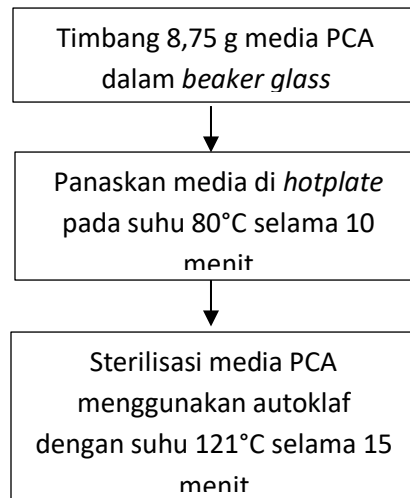 Timbang 8,75 g media PCA
dalam beaker glass
Panaskan media di hotplate
pada suhu 80°C selama 10
menit
Sterilisasi media PCA
menggunakan autoklaf
dengan suhu 121°C selama 15
menit